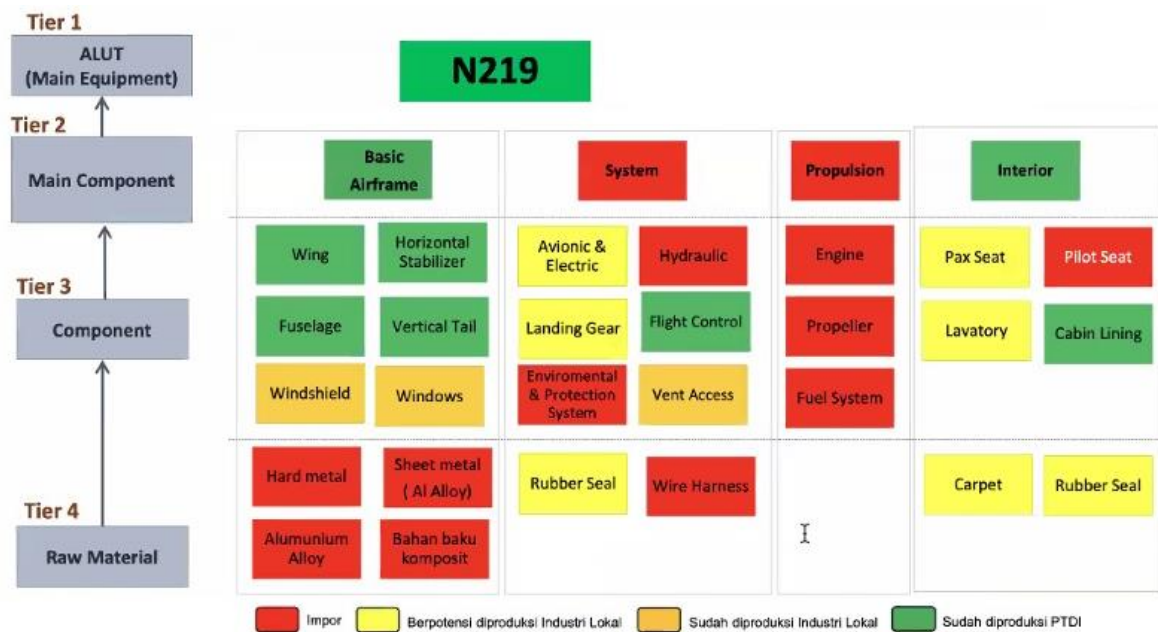 Tier 1
ALUT
(Main Equipment)
N219
Tier 2
Main Component
Basic
Airframe
System
Propulsion
Interior
Tier 3
Component
Wing
Horizontal
Stabilizer
Avionic &
Electric
Hydraulic
Engine
Pax Seat
Pilot Seat
Fuselage
Vertical Tail
Landing Gear
Flight Control
Propeller
Lavatory
Cabin Lining
Windshield
Windows
Enviromental
& Protection
System
Vent Access
Fuel System
Tier 4
Raw Material
Hard metal
Sheet metal
( Al Alloy)
Rubber Seal
Wire Harness
Carpet
Rubber Seal
Alumunium
Alloy
Bahan baku
komposit
Impor
Berpotensi diproduksi Industri Lokal
Sudah diproduksi Industri Lokal
Sudah diproduksi PTDI